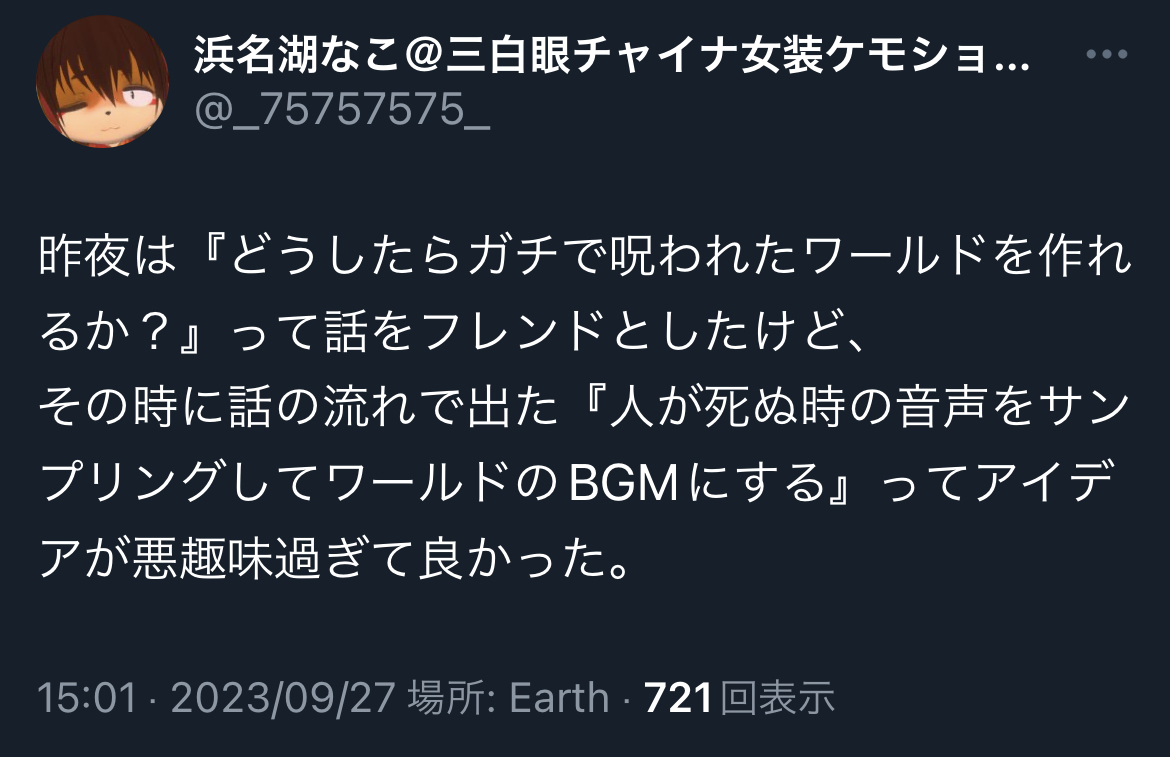 浜名湖なこ@三白眼チャイナ女装ケモショ...
@_75757575_
昨夜は『どうしたらガチで呪われたワールドを作れ
るか？』って話をフレンドとしたけど、
その時に話の流れで出た『人が死ぬ時の音声をサン
プリングしてワールドのBGMにする』ってアイデ
アが悪趣味過ぎて良かった。
15:01 · 2023/09/27 場所: Earth · 721回表示